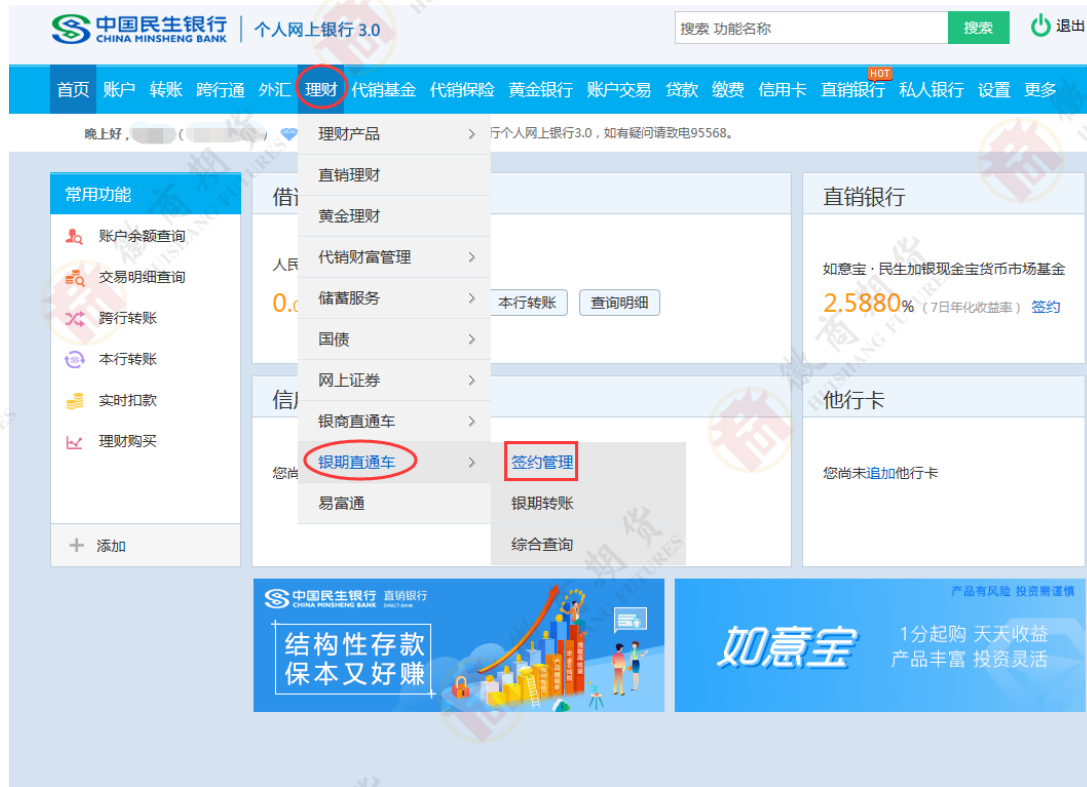 中国民生银行 个人网上银行 3.0
CHINA MINSHENG BANK
搜索 功能名称
搜索
退出
首页 账户 转账 跨行通 外汇 理财 代销基金 代销保险 黄金银行 账户交易 贷款 缴费 信用卡 直销银行 私人银行 设置 更多
HOT
晚上好，
行个人网上银行3.0，如有疑问请致电95568。
常用功能
账户余额查询
交易明细查询
跨行转账
本行转账
实时扣款
理财购买
添加
理财产品
直销理财
黄金理财
代销财富管理
储蓄服务
国债
网上证券
银商直通车
银期直通车
易富通
签约管理
银期转账
综合查询
借
人民
0.
本行转账
查询明细
信
您尚
直销银行
如意宝·民生加银现金宝货币市场基金
2.5880%（7日年化收益率） 签约
他行卡
您尚未追加他行卡
中国民生银行 直销银行
CHINA MINSHENG BANK DIRECT BANK
结构性存款
保本又好赚
产品有风险 投资需谨慎
如意宝
1分起购 天天收益
产品丰富 投资灵活
徽商期货
HUISHANG FUTURES